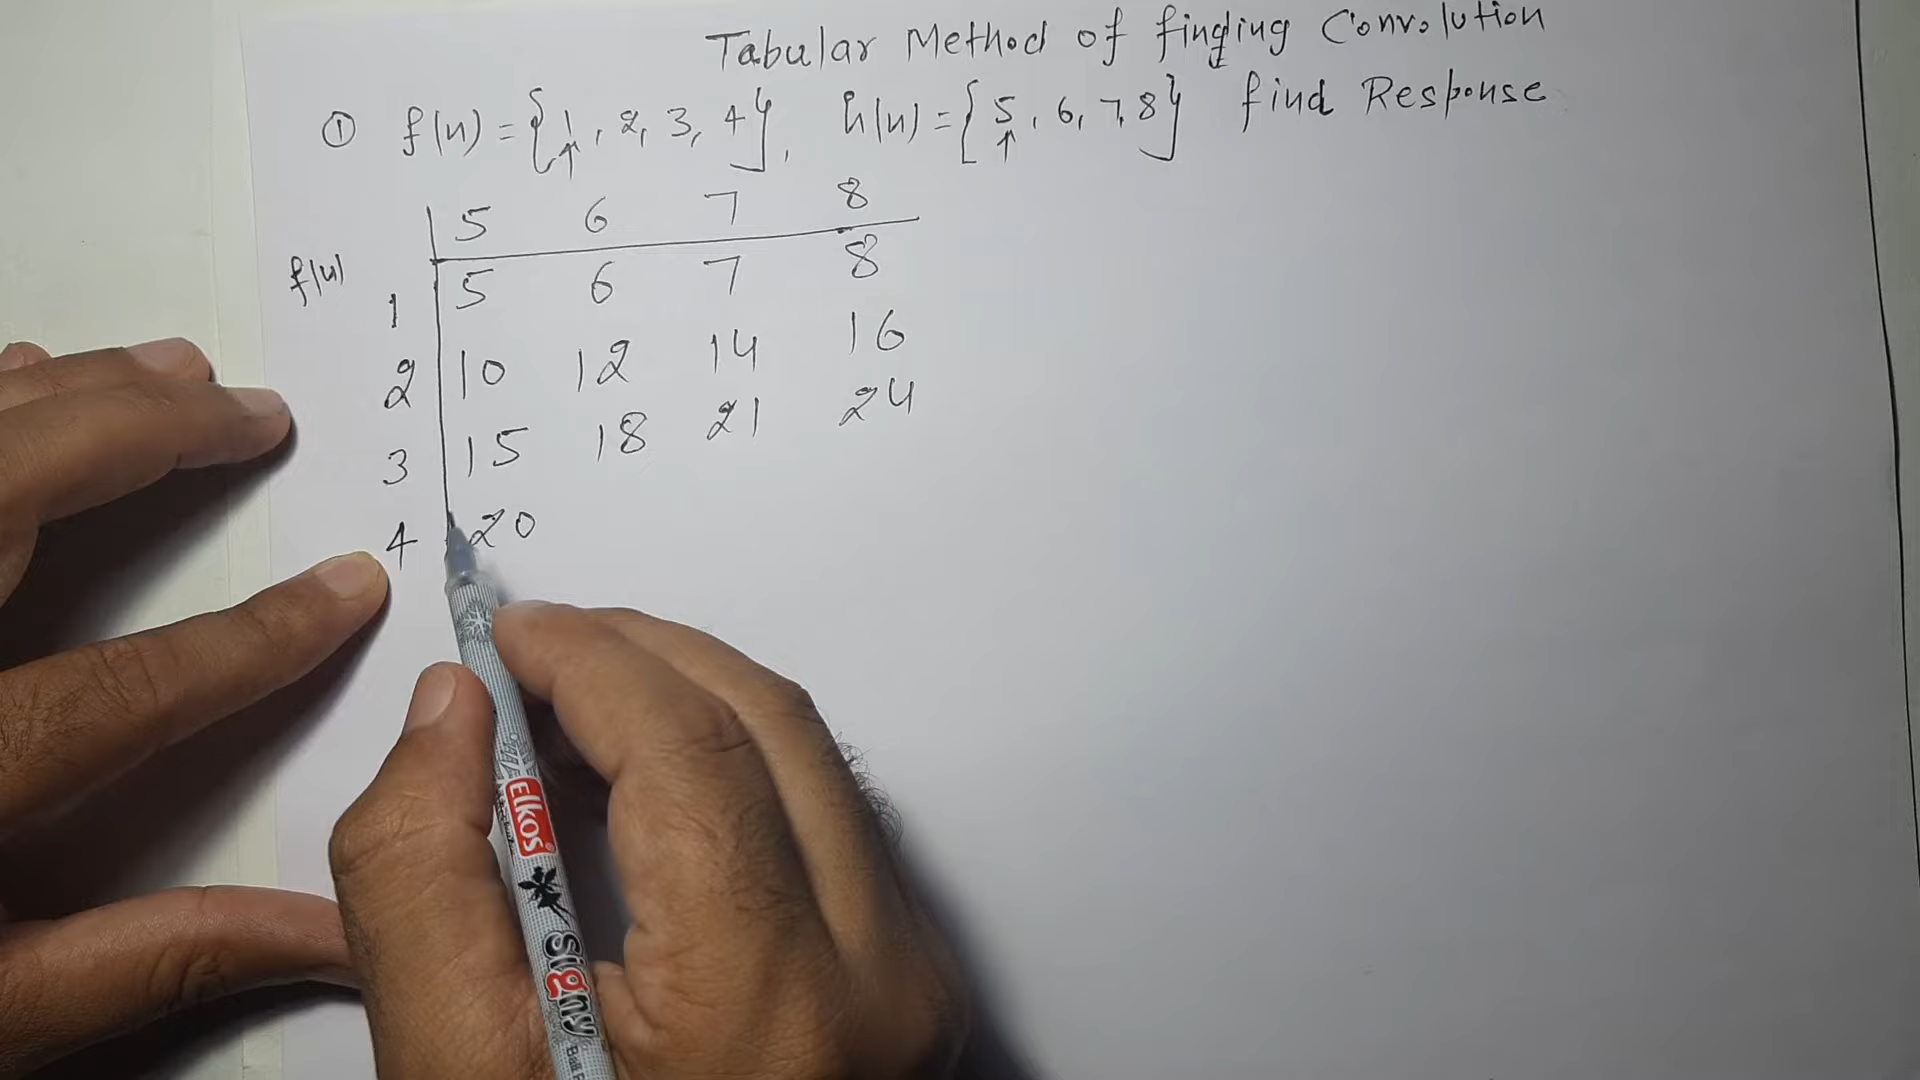 Tabular Method of finding Convolution
① f(n) = {1, 2, 3, 4}, h(n) = {5, 6, 7, 8} find Response
↑ ↑
5 6 7 8
f(n)
1 5 6 7 8
2 10 12 14 16
3 15 18 21 24
4 20
Elkos
Signy